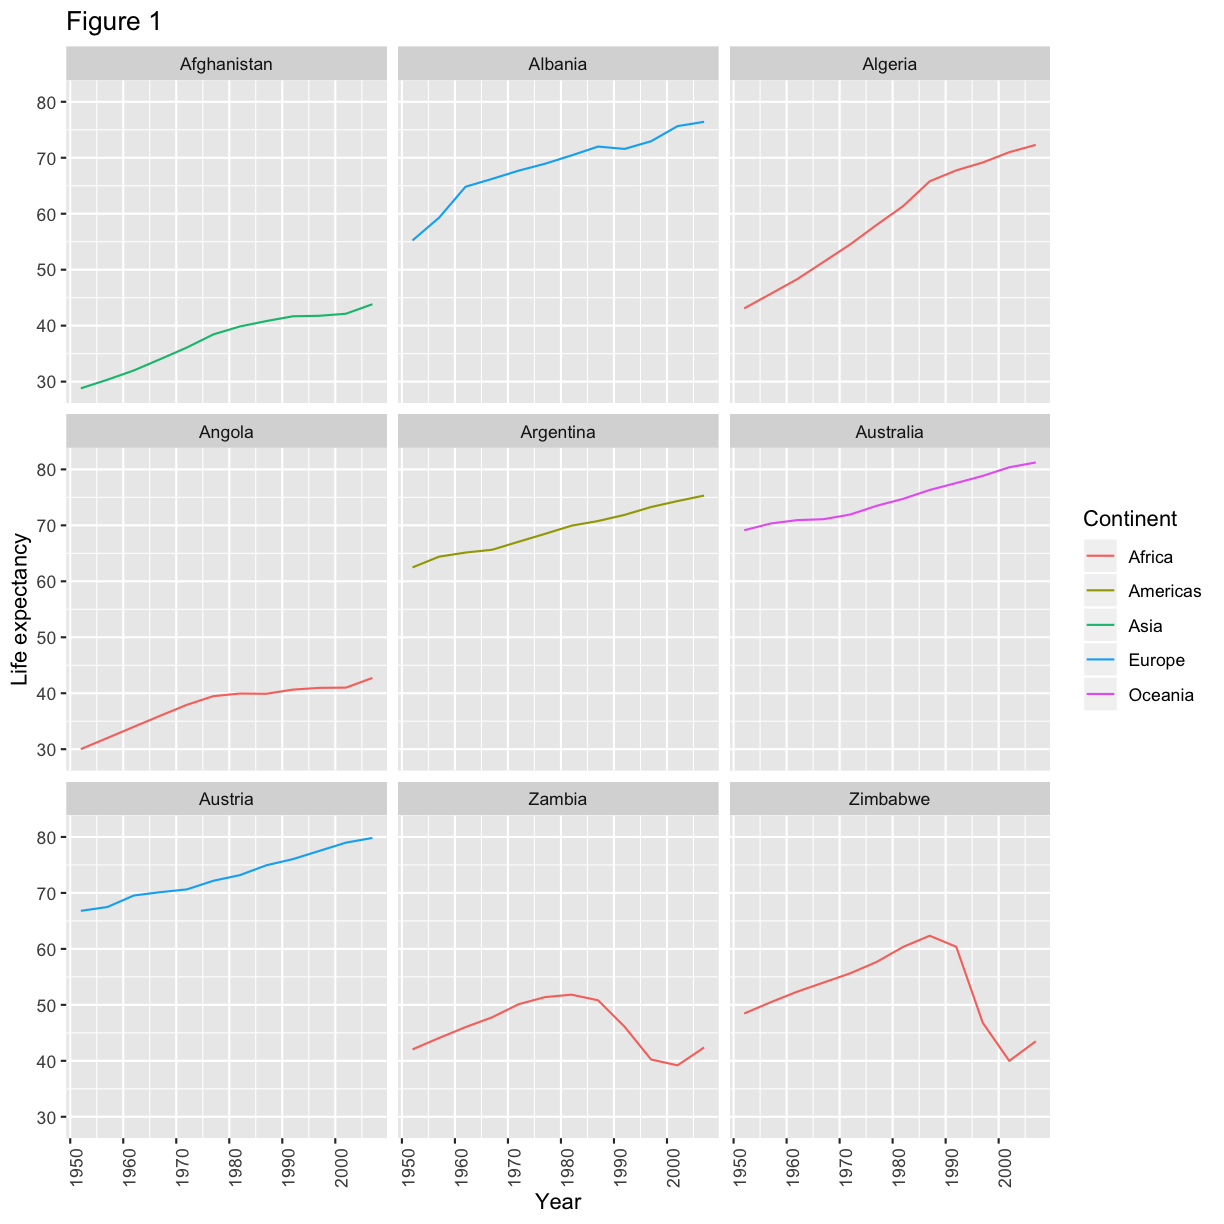 Figure 1
Afghanistan
Albania
Algeria
80
70
60
50
40
30
Angola
Argentina
Australia
80
70
60
50
40
30
Austria
Zambia
Zimbabwe
80
70
60
50
40
30
1950 1960 1970 1980 1990 2000
1950 1960 1970 1980 1990 2000
1950 1960 1970 1980 1990 2000
Life expectancy
Year
Continent
Africa
Americas
Asia
Europe
Oceania